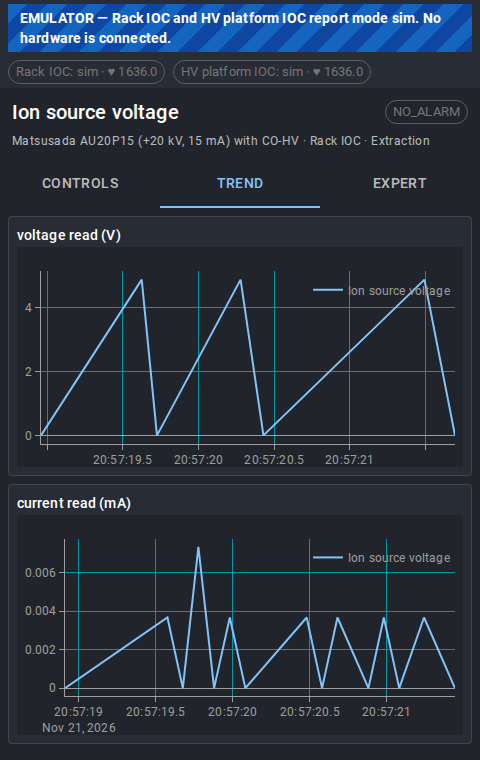 EMULATOR — Rack IOC and HV platform IOC report mode sim. No
hardware is connected.
Rack IOC: sim · ♥ 1636.0
HV platform IOC: sim · ♥ 1636.0
Ion source voltage
NO_ALARM
Matsusada AU20P15 (+20 kV, 15 mA) with CO-HV · Rack IOC · Extraction
CONTROLS
TREND
EXPERT
voltage read (V)
Ion source voltage
4
2
0
20:57:19.5
20:57:20
20:57:20.5
20:57:21
current read (mA)
Ion source voltage
0.006
0.004
0.002
0
20:57:19
20:57:19.5
20:57:20
20:57:20.5
20:57:21
Nov 21, 2026